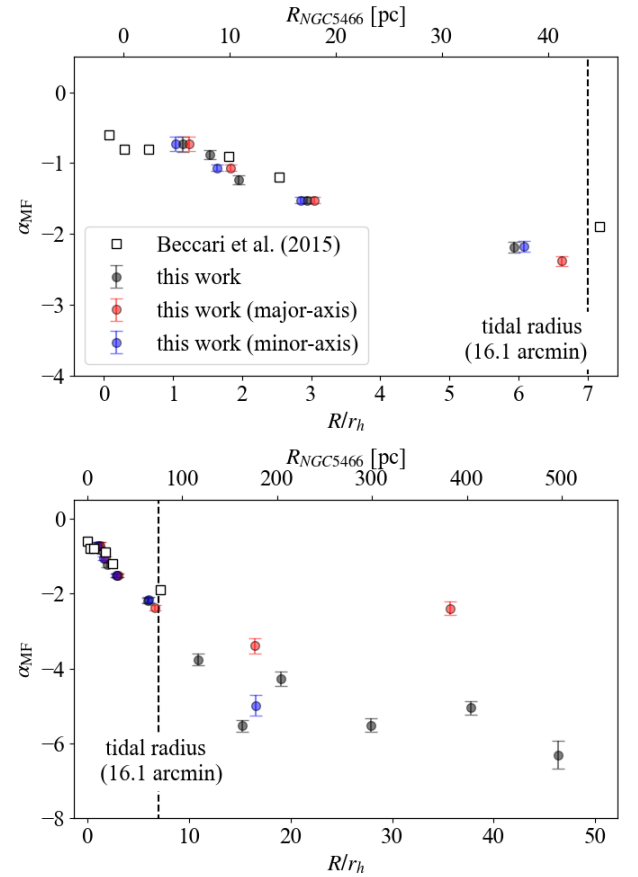 R_NGC5466 [pc]
0 10 20 30 40
0
−1
−2
−3
−4
α_MF
Beccari et al. (2015)
this work
this work (major-axis)
this work (minor-axis)
tidal radius
(16.1 arcmin)
0 1 2 3 4 5 6 7
R/r_h
R_NGC5466 [pc]
0 100 200 300 400 500
0
−2
−4
−6
−8
α_MF
tidal radius
(16.1 arcmin)
0 10 20 30 40 50
R/r_h